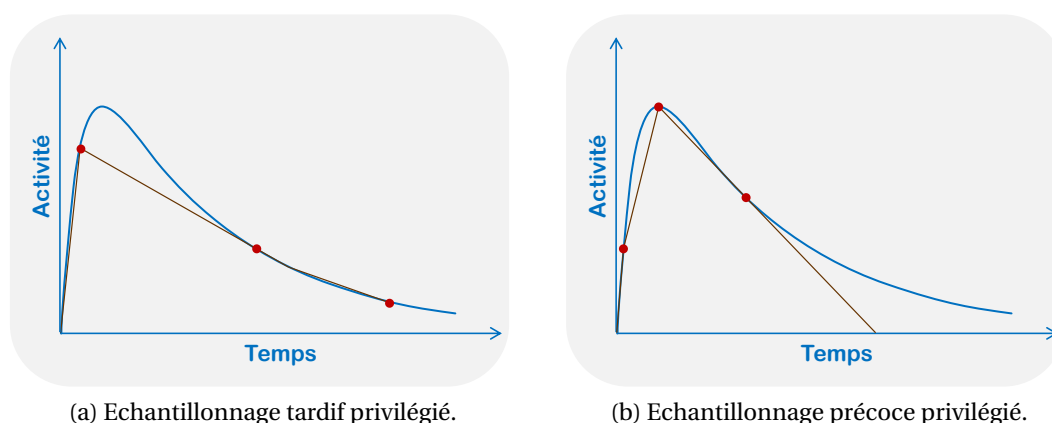 Activité
Temps
(a) Echantillonnage tardif privilégié.
Activité
Temps
(b) Echantillonnage précoce privilégié.